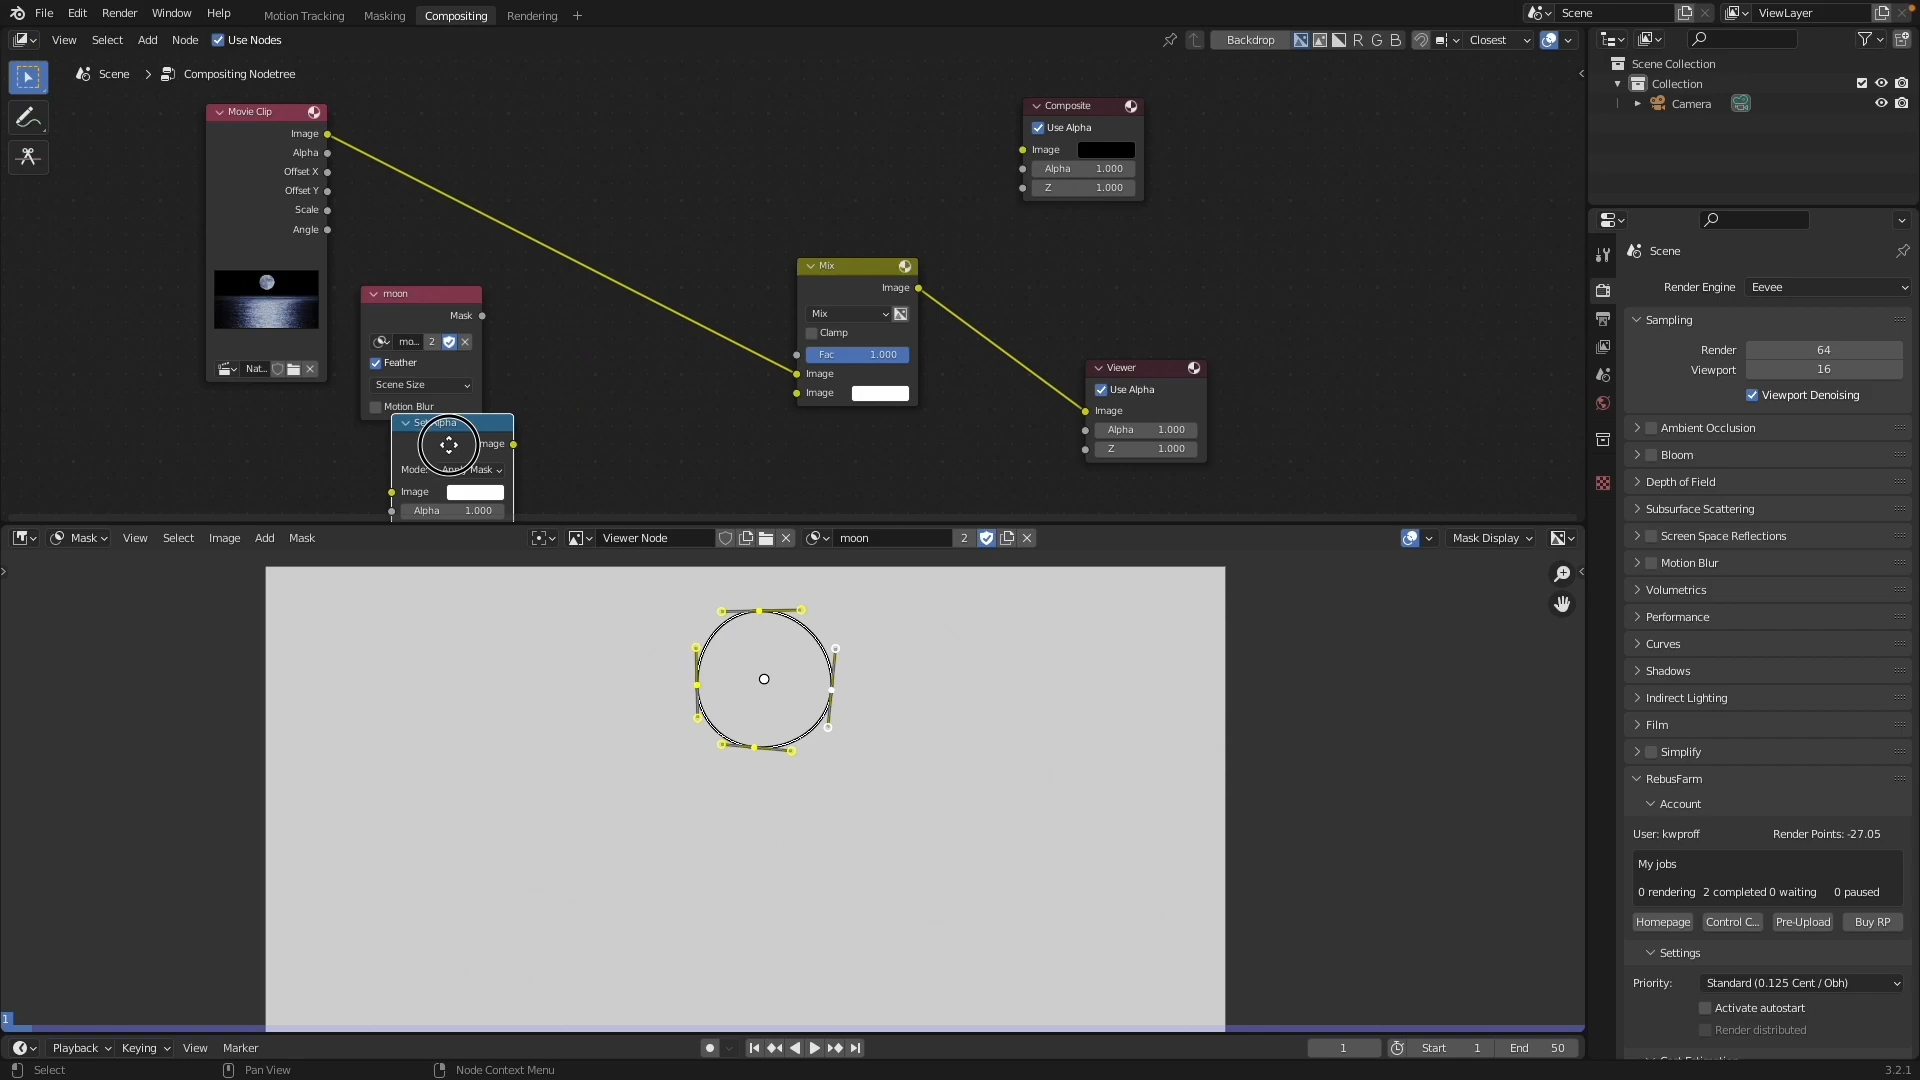 File Edit Render Window Help Motion Tracking Masking Compositing Rendering + Scene ViewLayer
View Select Add Node Use Nodes Backdrop R G B Closest
Scene > Compositing Nodetree
Scene Collection
Collection
Camera
Movie Clip
Image
Alpha
Offset X
Offset Y
Scale
Angle
Nat...
moon
Mask
mo... 2
Feather
Scene Size
Motion Blur
Image
Mode: Mask
Image
Alpha 1.000
Mix
Image
Mix
Clamp
Fac 1.000
Image
Image
Composite
Use Alpha
Image
Alpha 1.000
Z 1.000
Viewer
Use Alpha
Image
Alpha 1.000
Z 1.000
Scene
Render Engine Eevee
Sampling
Render 64
Viewport 16
Viewport Denoising
Ambient Occlusion
Bloom
Depth of Field
Subsurface Scattering
Screen Space Reflections
Motion Blur
Volumetrics
Performance
Curves
Shadows
Indirect Lighting
Film
Simplify
RebusFarm
Account
User: kwproff Render Points: -27.05
My jobs
0 rendering 2 completed 0 waiting 0 paused
Homepage Control C... Pre-Upload Buy RP
Settings
Priority: Standard (0.125 Cent / Obh)
Activate autostart
Render distributed
Mask View Select Image Add Mask Viewer Node moon 2 Mask Display
1
Playback Keying View Marker 1 Start 1 End 50
Select Pan View Node Context Menu 3.2.1